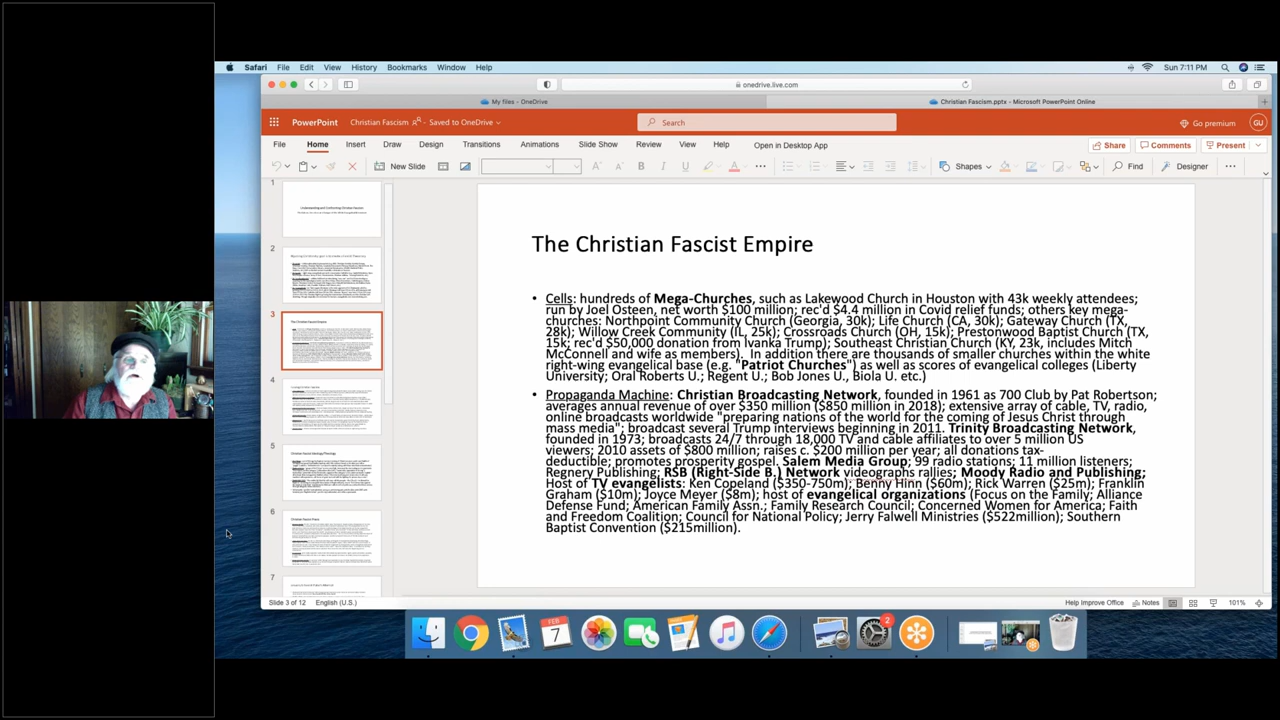 Safari File Edit View History Bookmarks Window Help Sun 7:11 PM
onedrive.live.com
My files - OneDrive Christian Fascism.pptx - Microsoft PowerPoint Online
PowerPoint Christian Fascism - Saved to OneDrive Search Go premium GU
File Home Insert Draw Design Transitions Animations Slide Show Review View Help Open in Desktop App Share Comments Present
New Slide Shapes Find Designer
1
2
3
4
5
6
7
The Christian Fascist Empire
• Cells: hundreds of Mega-Churches, such as Lakewood Church in Houston with 43k weekly attendees;
run by Joel Osteen, net worth $100 million; rec'd $4.4 million in Covid relief funds; others key mega-
churches: Northpoint Community Church (Georgia, 30k); Life Church (CA, 30k); Gateway Church (TX,
28k); Willow Creek Community (IL, 25k); Crossroads Church (OH, 15k); Prestonwood Baptist Church (TX,
15k, rec'd $50,000 donation from Ivanka Trump); Southeast Christian Church (KY, 23k, includes Mitch
McConnell and wife as members. In addition there are thousands of smaller churches within the white
right-wing evangelical base (e.g. "Patriot Churches") as well as scores of evangelical colleges (Liberty
University; Oral Roberts U.; Regent U.; Bob Jones U., Biola U. etc.)
• Propaganda Machine: Christian Broadcasting Network, founded in 1961 as 700 Club by Pat Robertson;
averages annual revenue of over $250 million ($320 million in 2018); extensive use of cable, TV, radio,
online broadcasts worldwide "preparing nations of the world for the coming of Jesus Christ through
mass media"; broadcast several Trump interviews beginning in 2011. Trinity Broadcasting Network,
founded in 1973; broadcasts 24/7 through 18,000 TV and cable affiliates to over 5 million US
viewers; 2010 assets of $800 million; raises $200 million per year; all donations tax-
deductible; promotes prosperity gospel. Salem Media Group; 99 radio stations; 11 million listeners;
Regnery Publishing; RSB (Right-Side) Network videographs rallies; Moody Radio and Publishing;
Host of TV evangelists: Ken Copeland ($50-750m); Benny Hinn ($60m); Rick Warren ($25m); Franklin
Graham ($10m); Joyce Meyer ($8m); host of evangelical organizations (Focus on the Family; Alliance
Defense Fund; American Family Assn.; Family Research Council; Concerned Women for America; Faith
and Freedom Coalition; Council for National Policy; Jerry Falwell Ministries ($522million); Southern
Baptist Convention ($215million).
Slide 3 of 12 English (U.S.) Help Improve Office Notes 101%
FEB
7
2